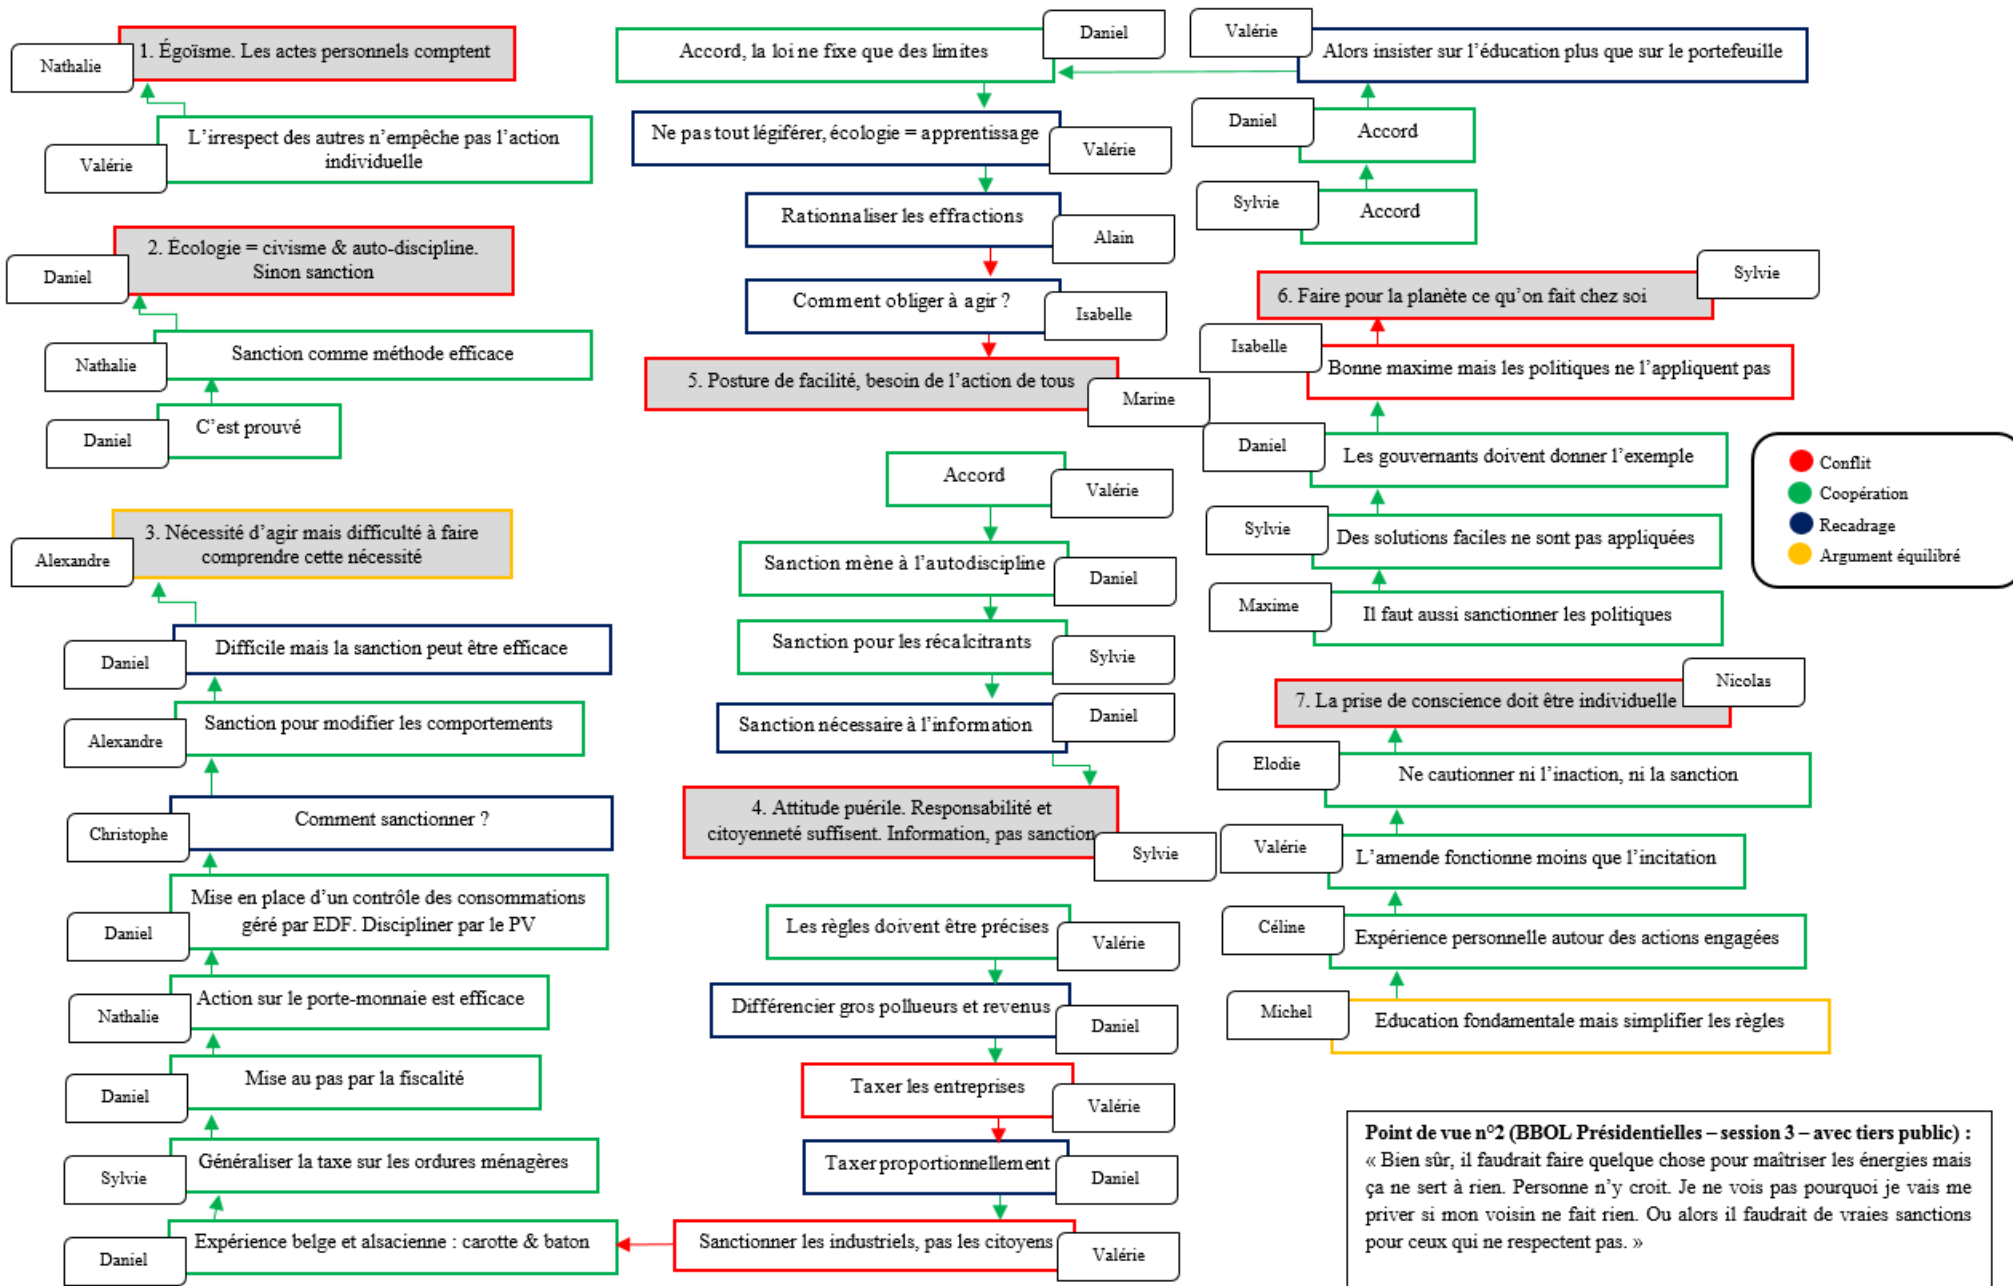 Nathalie
1. Égoïsme. Les actes personnels comptent
Valérie
L'irrespect des autres n'empêche pas l'action
individuelle
Daniel
2. Écologie = civisme & auto-discipline.
Sinon sanction
Nathalie
Sanction comme méthode efficace
Daniel
C'est prouvé
Alexandre
3. Nécessité d'agir mais difficulté à faire
comprendre cette nécessité
Daniel
Difficile mais la sanction peut être efficace
Alexandre
Sanction pour modifier les comportements
Christophe
Comment sanctionner ?
Daniel
Mise en place d'un contrôle des consommations
géré par EDF. Discipliner par le PV
Nathalie
Action sur le porte-monnaie est efficace
Daniel
Mise au pas par la fiscalité
Sylvie
Généraliser la taxe sur les ordures ménagères
Daniel
Expérience belge et alsacienne : carotte & baton
Daniel
Accord, la loi ne fixe que des limites
Ne pas tout légiférer, écologie = apprentissage
Valérie
Rationnaliser les effractions
Alain
Comment obliger à agir ?
Isabelle
5. Posture de facilité, besoin de l'action de tous
Marine
Accord
Valérie
Sanction mène à l'autodiscipline
Daniel
Sanction pour les récalcitrants
Sylvie
Sanction nécessaire à l'information
Daniel
4. Attitude puérile. Responsabilité et
citoyenneté suffisent. Information, pas sanction
Sylvie
Les règles doivent être précises
Valérie
Différencier gros pollueurs et revenus
Daniel
Taxer les entreprises
Valérie
Taxer proportionnellement
Daniel
Sanctionner les industriels, pas les citoyens
Valérie
Valérie
Alors insister sur l'éducation plus que sur le portefeuille
Daniel
Accord
Sylvie
Accord
Sylvie
6. Faire pour la planète ce qu'on fait chez soi
Isabelle
Bonne maxime mais les politiques ne l'appliquent pas
Daniel
Les gouvernants doivent donner l'exemple
Sylvie
Des solutions faciles ne sont pas appliquées
Maxime
Il faut aussi sanctionner les politiques
Nicolas
7. La prise de conscience doit être individuelle
Elodie
Ne cautionner ni l'inaction, ni la sanction
Valérie
L'amende fonctionne moins que l'incitation
Céline
Expérience personnelle autour des actions engagées
Michel
Education fondamentale mais simplifier les règles
Conflit
Coopération
Recadrage
Argument équilibré
Point de vue n°2 (BBOL Présidentielles – session 3 – avec tiers public) :
« Bien sûr, il faudrait faire quelque chose pour maîtriser les énergies mais
ça ne sert à rien. Personne n'y croit. Je ne vois pas pourquoi je vais me
priver si mon voisin ne fait rien. Ou alors il faudrait de vraies sanctions
pour ceux qui ne respectent pas. »